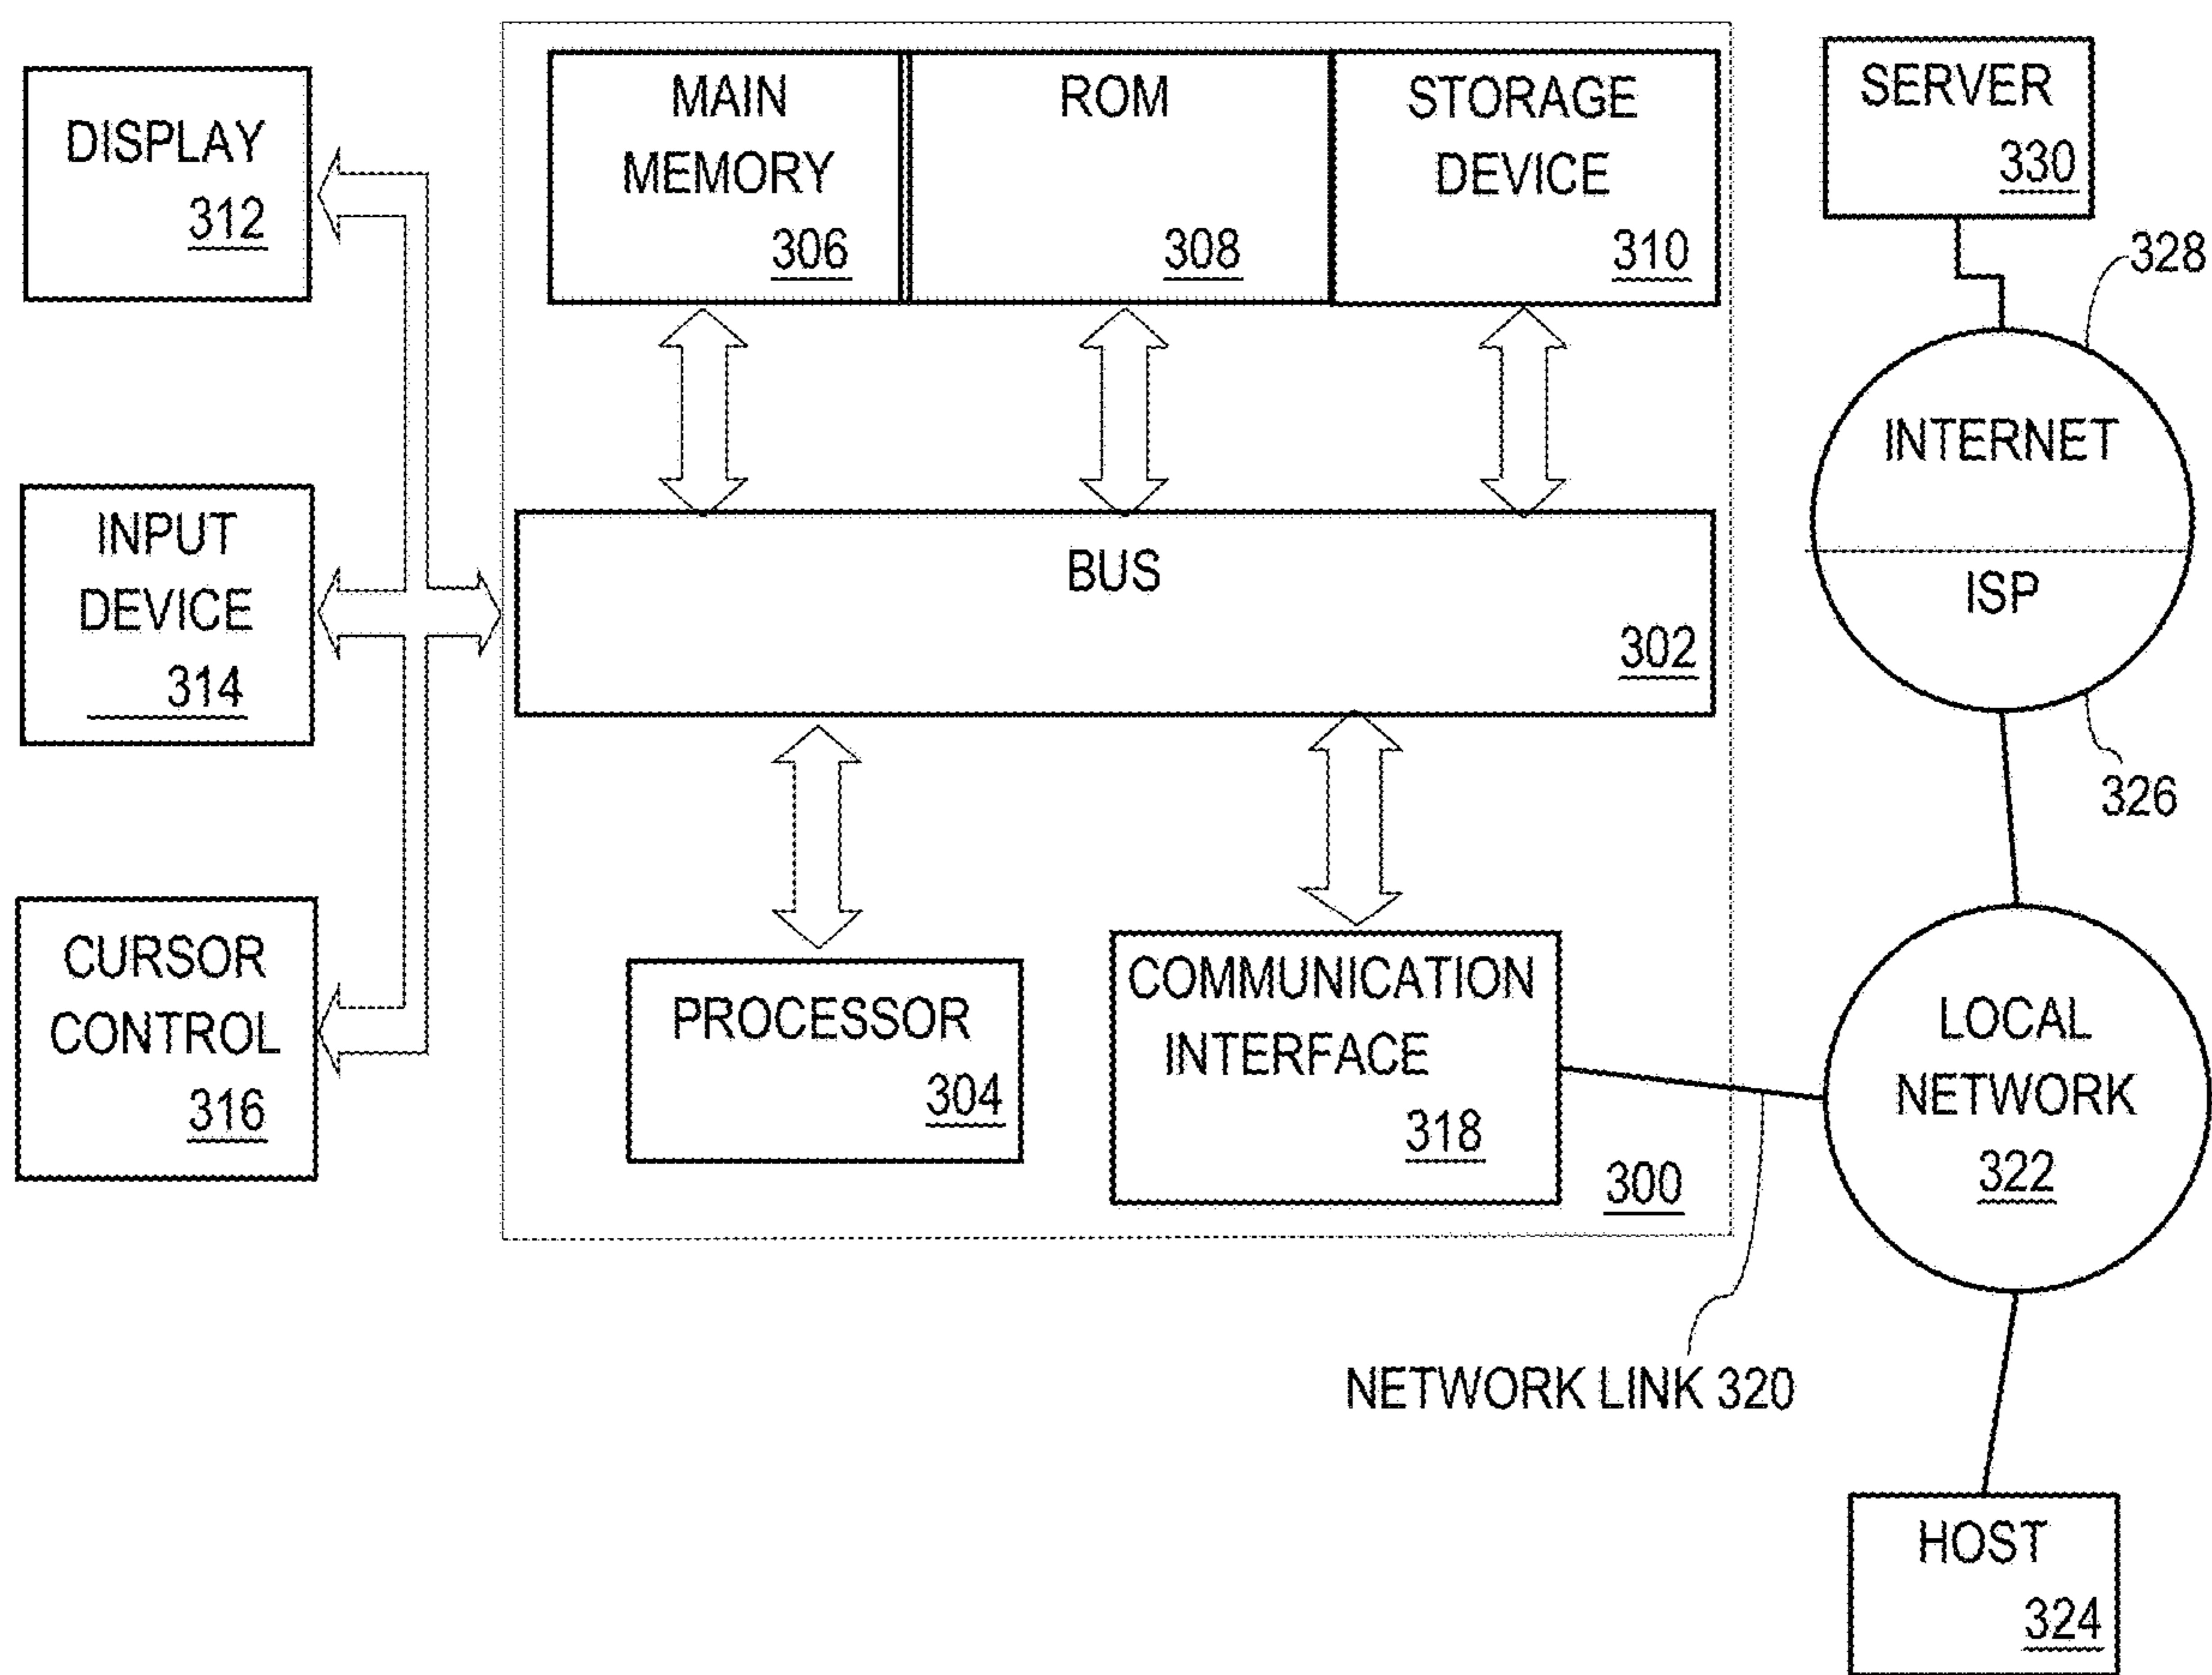 DISPLAY
312
INPUT
DEVICE
314
CURSOR
CONTROL
316
MAIN
MEMORY
306
ROM
308
STORAGE
DEVICE
310
BUS
302
PROCESSOR
304
COMMUNICATION
INTERFACE
318
300
NETWORK LINK 320
SERVER
330
328
INTERNET
ISP
326
LOCAL
NETWORK
322
HOST
324